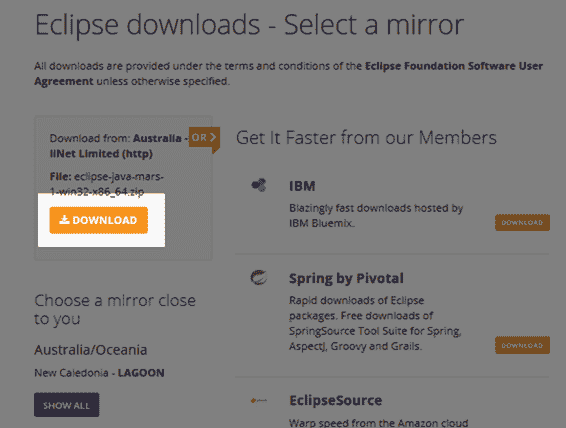 Eclipse downloads - Select a mirror
All downloads are provided under the terms and conditions of the Eclipse Foundation Software User
Agreement unless otherwise specified.
Download from: Australia -
iiNet Limited (http)
OR
File: eclipse-java-mars-
1-win32-x86_64.zip
DOWNLOAD
Choose a mirror close
to you
Australia/Oceania
New Caledonia - LAGOON
SHOW ALL
Get It Faster from our Members
IBM
Blazingly fast downloads hosted by
IBM Bluemix.
DOWNLOAD
Spring by Pivotal
Rapid downloads of Eclipse
packages. Free downloads of
SpringSource Tool Suite for Spring,
AspectJ, Groovy and Grails.
DOWNLOAD
EclipseSource
Warp speed from the Amazon cloud